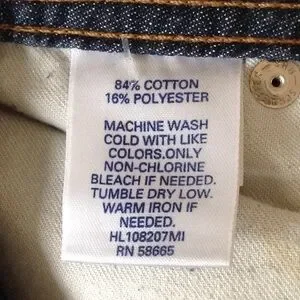 84% COTTON
16% POLYESTER
MACHINE WASH
COLD WITH LIKE
COLORS.ONLY
NON-CHLORINE
BLEACH IF NEEDED.
TUMBLE DRY LOW.
WARM IRON IF
NEEDED.
HL108207MI
RN 58665